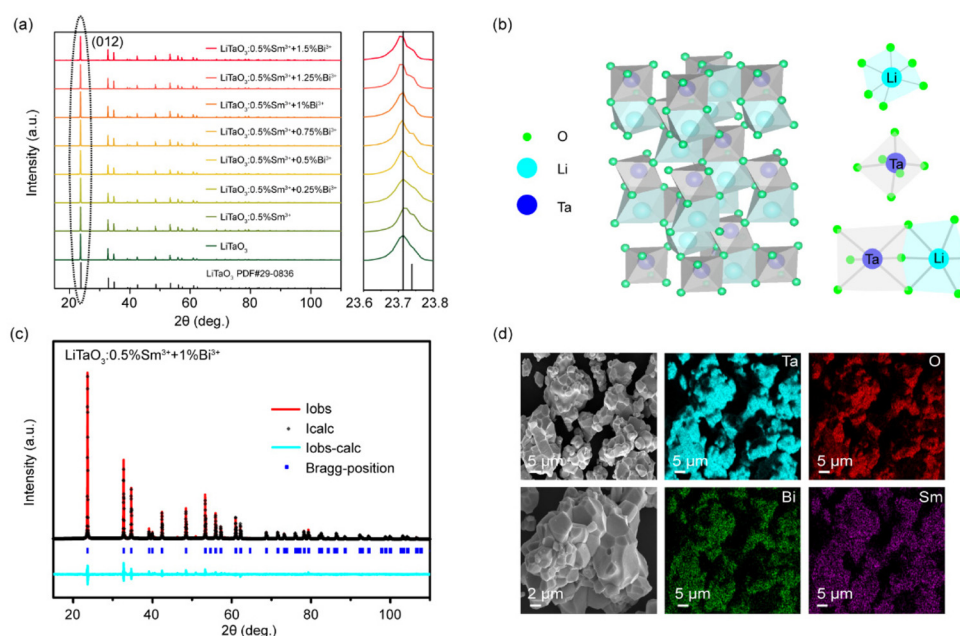 (a)
(012)
LiTaO₃:0.5%Sm³⁺+1.5%Bi³⁺
LiTaO₃:0.5%Sm³⁺+1.25%Bi³⁺
LiTaO₃:0.5%Sm³⁺+1%Bi³⁺
LiTaO₃:0.5%Sm³⁺+0.75%Bi³⁺
LiTaO₃:0.5%Sm³⁺+0.5%Bi³⁺
LiTaO₃:0.5%Sm³⁺+0.25%Bi³⁺
LiTaO₃:0.5%Sm³⁺
LiTaO₃
LiTaO₃ PDF#29-0836
Intensity (a.u.)
20 40 60 80 100
2θ (deg.)
23.6 23.7 23.8
2θ (deg.)
(b)
O
Li
Ta
Li
Ta
Ta Li
(c)
LiTaO₃:0.5%Sm³⁺+1%Bi³⁺
Iobs
Icalc
Iobs-calc
Bragg-position
Intensity (a.u.)
20 40 60 80 100
2θ (deg.)
(d)
5 μm
Ta
5 μm
O
5 μm
2 μm
Bi
5 μm
Sm
5 μm